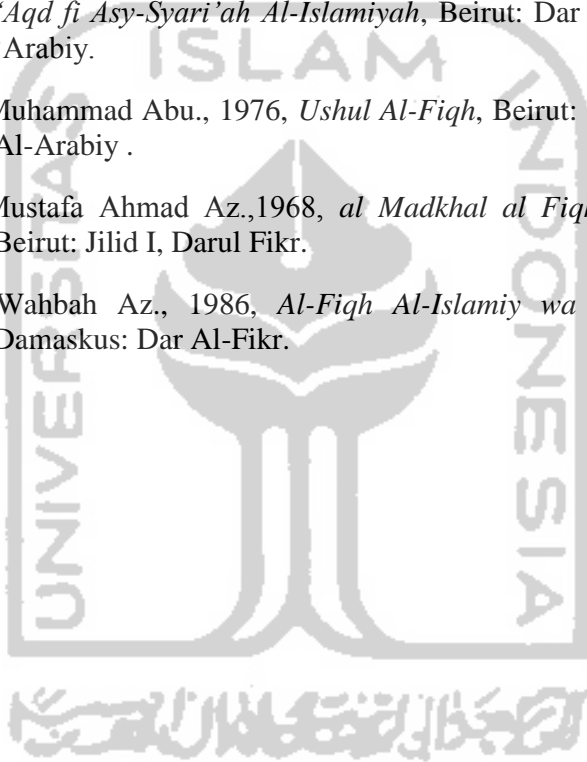 ‘Aqd fi Asy-Syari’ah Al-Islamiyah, Beirut: Dar
‘Arabiy.
Muhammad Abu., 1976, Ushul Al-Fiqh, Beirut:
Al-Arabiy .
Mustafa Ahmad Az.,1968, al Madkhal al Fiqh
Beirut: Jilid I, Darul Fikr.
Wahbah Az., 1986, Al-Fiqh Al-Islamiy wa
Damaskus: Dar Al-Fikr.
ISLAM
UNIVERSITAS
INDONESIA